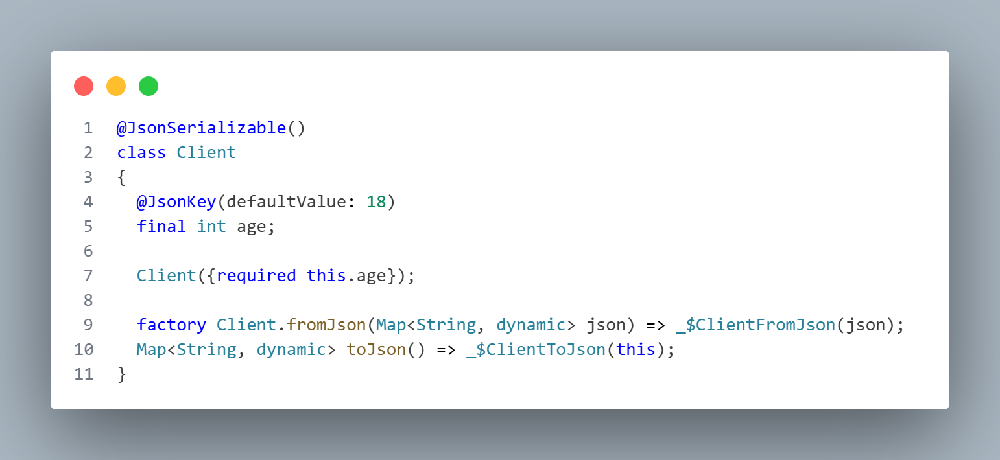 1 @JsonSerializable()
2 class Client
3 {
4   @JsonKey(defaultValue: 18)
5   final int age;
6
7   Client({required this.age});
8
9   factory Client.fromJson(Map<String, dynamic> json) => _$ClientFromJson(json);
10   Map<String, dynamic> toJson() => _$ClientToJson(this);
11 }